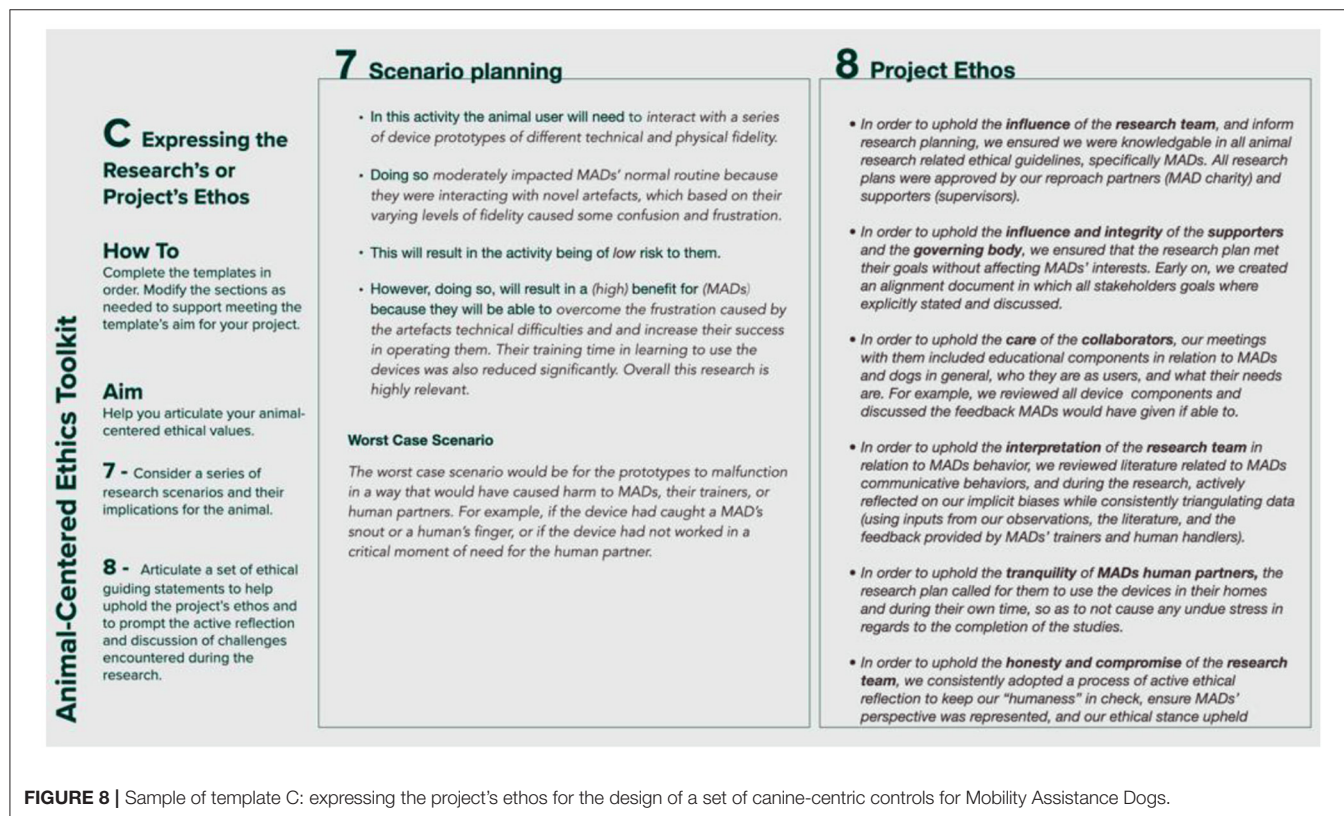 Animal-Centered Ethics Toolkit
C Expressing the
Research's or
Project's Ethos
How To
Complete the templates in
order. Modify the sections as
needed to support meeting the
template's aim for your project.
Aim
Help you articulate your animal-
centered ethical values.
7 - Consider a series of
research scenarios and their
implications for the animal.
8 - Articulate a set of ethical
guiding statements to help
uphold the project's ethos and
to prompt the active reflection
and discussion of challenges
encountered during the
research.
7 Scenario planning
• In this activity the animal user will need to interact with a series
of device prototypes of different technical and physical fidelity.
• Doing so moderately impacted MADs' normal routine because
they were interacting with novel artefacts, which based on their
varying levels of fidelity caused some confusion and frustration.
• This will result in the activity being of low risk to them.
• However, doing so, will result in a (high) benefit for (MADs)
because they will be able to overcome the frustration caused by
the artefacts technical difficulties and and increase their success
in operating them. Their training time in learning to use the
devices was also reduced significantly. Overall this research is
highly relevant.
Worst Case Scenario
The worst case scenario would be for the prototypes to malfunction
in a way that would have caused harm to MADs, their trainers, or
human partners. For example, if the device had caught a MAD's
snout or a human's finger, or if the device had not worked in a
critical moment of need for the human partner.
8 Project Ethos
• In order to uphold the influence of the research team, and inform
research planning, we ensured we were knowledgable in all animal
research related ethical guidelines, specifically MADs. All research
plans were approved by our reproach partners (MAD charity) and
supporters (supervisors).
• In order to uphold the influence and integrity of the supporters
and the governing body, we ensured that the research plan met
their goals without affecting MADs' interests. Early on, we created
an alignment document in which all stakeholders goals where
explicitly stated and discussed.
• In order to uphold the care of the collaborators, our meetings
with them included educational components in relation to MADs
and dogs in general, who they are as users, and what their needs
are. For example, we reviewed all device components and
discussed the feedback MADs would have given if able to.
• In order to uphold the interpretation of the research team in
relation to MADs behavior, we reviewed literature related to MADs
communicative behaviors, and during the research, actively
reflected on our implicit biases while consistently triangulating data
(using inputs from our observations, the literature, and the
feedback provided by MADs' trainers and human handlers).
• In order to uphold the tranquility of MADs human partners, the
research plan called for them to use the devices in their homes
and during their own time, so as to not cause any undue stress in
regards to the completion of the studies.
• In order to uphold the honesty and compromise of the research
team, we consistently adopted a process of active ethical
reflection to keep our "humaness" in check, ensure MADs'
perspective was represented, and our ethical stance upheld
FIGURE 8 | Sample of template C: expressing the project's ethos for the design of a set of canine-centric controls for Mobility Assistance Dogs.